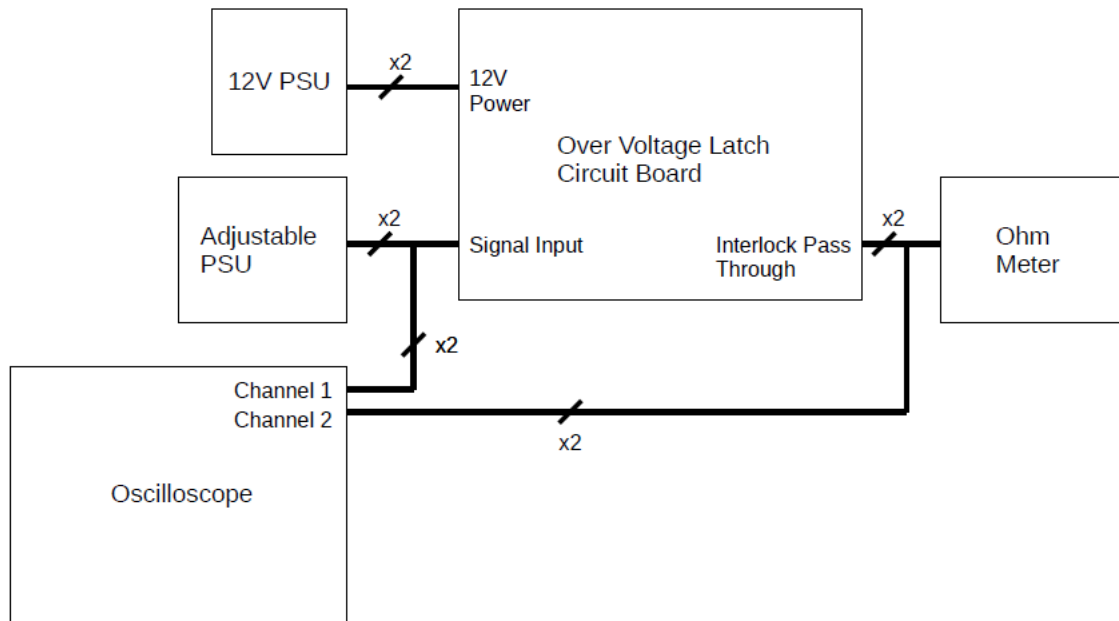 12V PSU
x2
12V
Power
Over Voltage Latch
Circuit Board
Adjustable
PSU
x2
Signal Input
Interlock Pass
Through
x2
Ohm
Meter
x2
Channel 1
Channel 2
x2
Oscilloscope